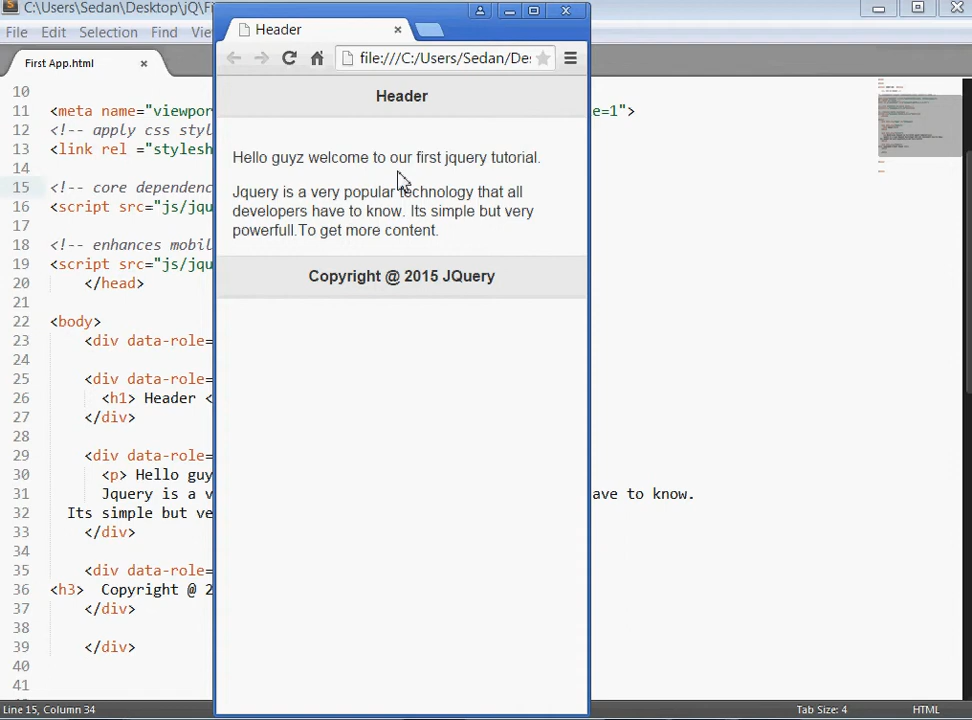 C:\Users\Sedan\Desktop\jQ\Fi
File Edit Selection Find Vie
First App.html
Header
file:///C:/Users/Sedan/De:
Header
Hello guyz welcome to our first jquery tutorial.
Jquery is a very popular technology that all
developers have to know. Its simple but very
powerfull.To get more content.
Copyright @ 2015 JQuery
10
11 <meta name="viewpor e=1">
12 <!-- apply css styl
13 <link rel ="stylesh
14
15 <!-- core dependenc
16 <script src="js/jqu
17
18 <!-- enhances mobil
19 <script src="js/jqu
20 </head>
21
22 <body>
23 <div data-role=
24
25 <div data-role=
26 <h1> Header <
27 </div>
28
29 <div data-role=
30 <p> Hello guy
31 Jquery is a v ave to know.
32 Its simple but ve
33 </div>
34
35 <div data-role=
36 <h3> Copyright @ 2
37 </div>
38
39 </div>
40
41
Line 15, Column 34 Tab Size: 4 HTML